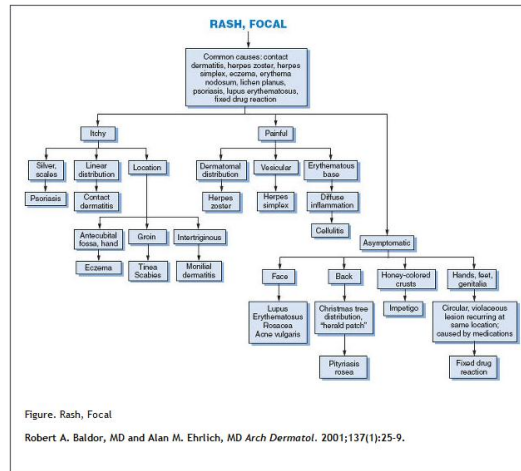 RASH, FOCAL
Common causes: contact
dermatitis, herpes zoster, herpes
simplex, eczema, erythema
nodosum, lichen planus,
psoriasis, lupus erythematosus,
fixed drug reaction
Itchy
Painful
Silver,
scales
Linear
distribution
Location
Dermatomal
distribution
Vesicular
Erythematous
base
Psoriasis
Contact
dermatitis
Herpes
zoster
Herpes
simplex
Diffuse
inflammation
Cellulitis
Antecubital
fossa, hand
Groin
Intertriginous
Asymptomatic
Eczema
Tinea
Scabies
Monilial
dermatitis
Face
Back
Honey-colored
crusts
Hands, feet,
genitalia
Lupus
Erythematosus
Rosacea
Acne vulgaris
Christmas tree
distribution,
"herald patch"
Impetigo
Circular, violaceous
lesion recurring at
same location;
caused by medications
Pityriasis
rosea
Fixed drug
reaction
Figure. Rash, Focal
Robert A. Baldor, MD and Alan M. Ehrlich, MD Arch Dermatol. 2001;137(1):25-9.